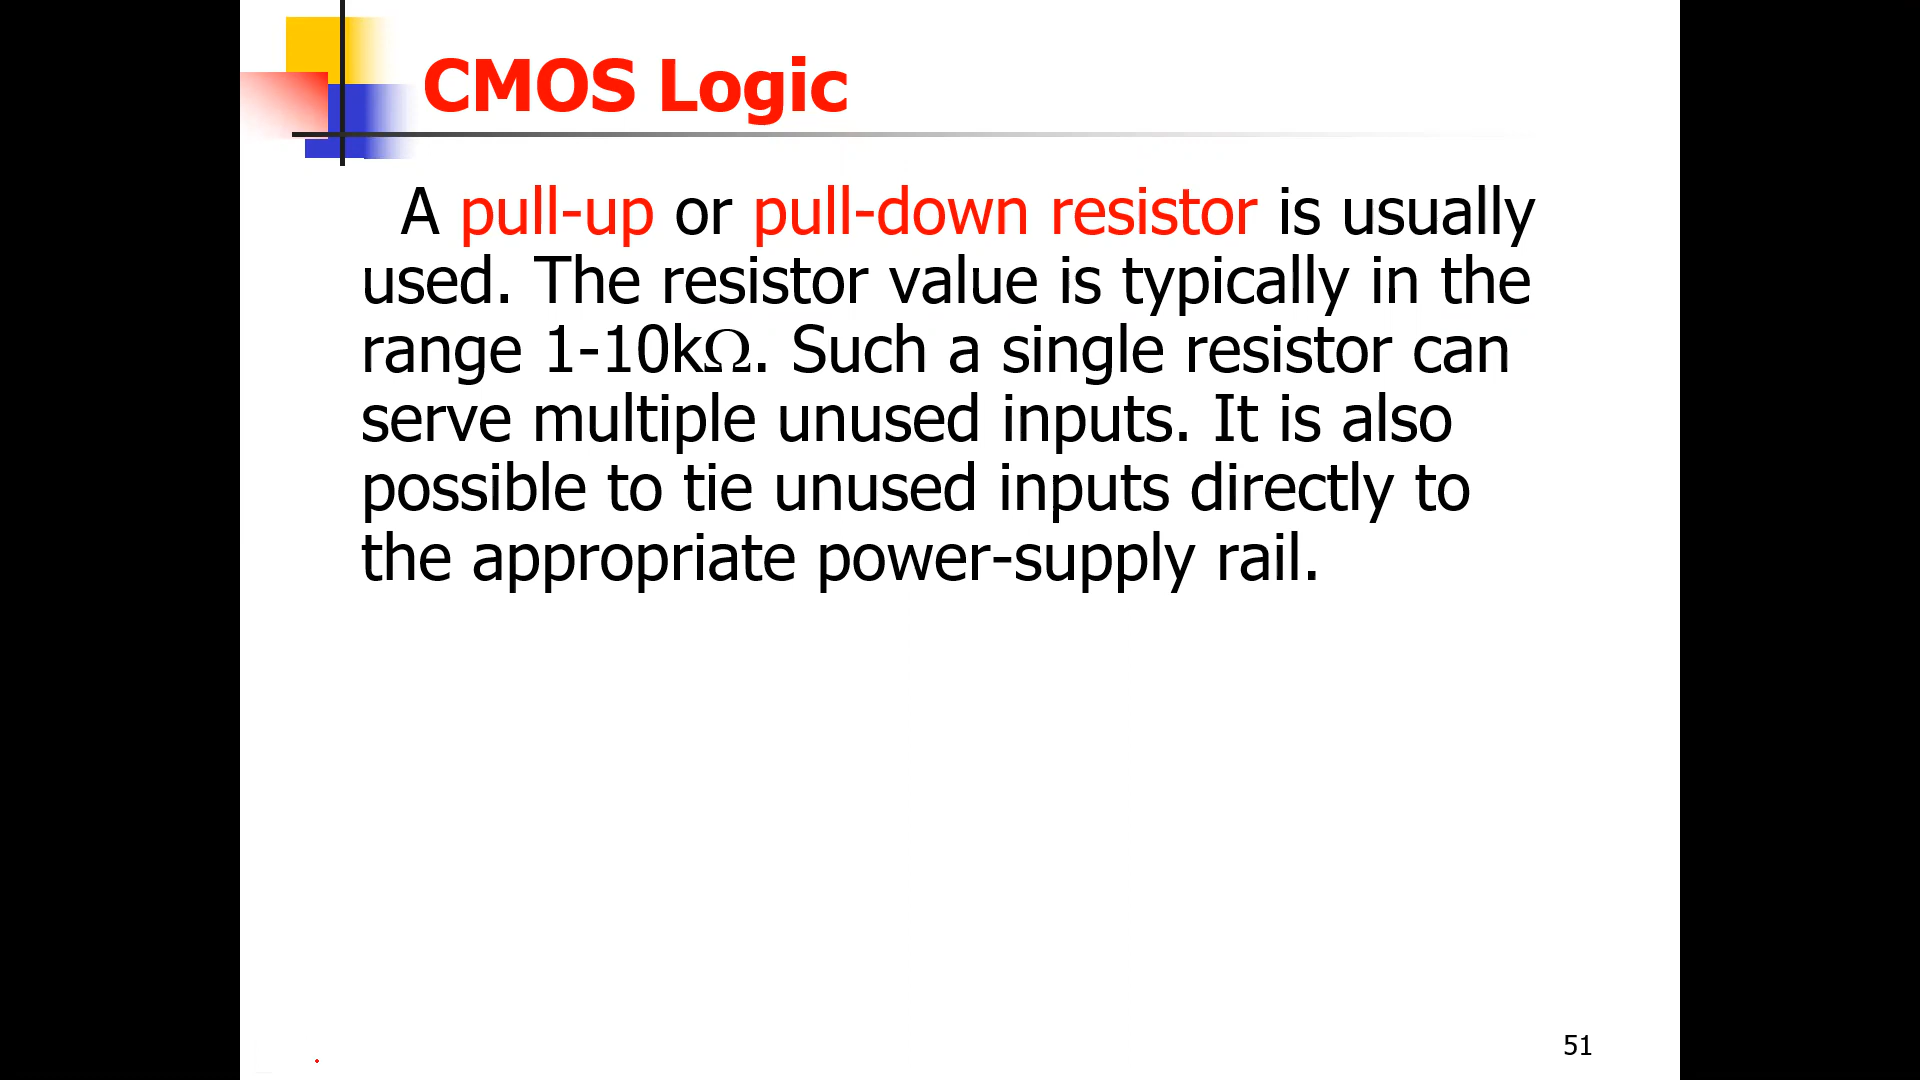 CMOS Logic
A pull-up or pull-down resistor is usually
used. The resistor value is typically in the
range 1-10kΩ. Such a single resistor can
serve multiple unused inputs. It is also
possible to tie unused inputs directly to
the appropriate power-supply rail.
51